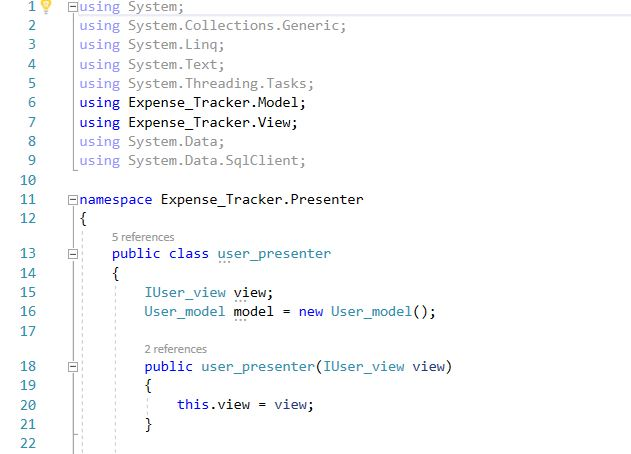 1 using System;
2 using System.Collections.Generic;
3 using System.Linq;
4 using System.Text;
5 using System.Threading.Tasks;
6 using Expense_Tracker.Model;
7 using Expense_Tracker.View;
8 using System.Data;
9 using System.Data.SqlClient;
10
11 namespace Expense_Tracker.Presenter
12 {
5 references
13 public class user_presenter
14 {
15 IUser_view view;
16 User_model model = new User_model();
17
2 references
18 public user_presenter(IUser_view view)
19 {
20 this.view = view;
21 }
22